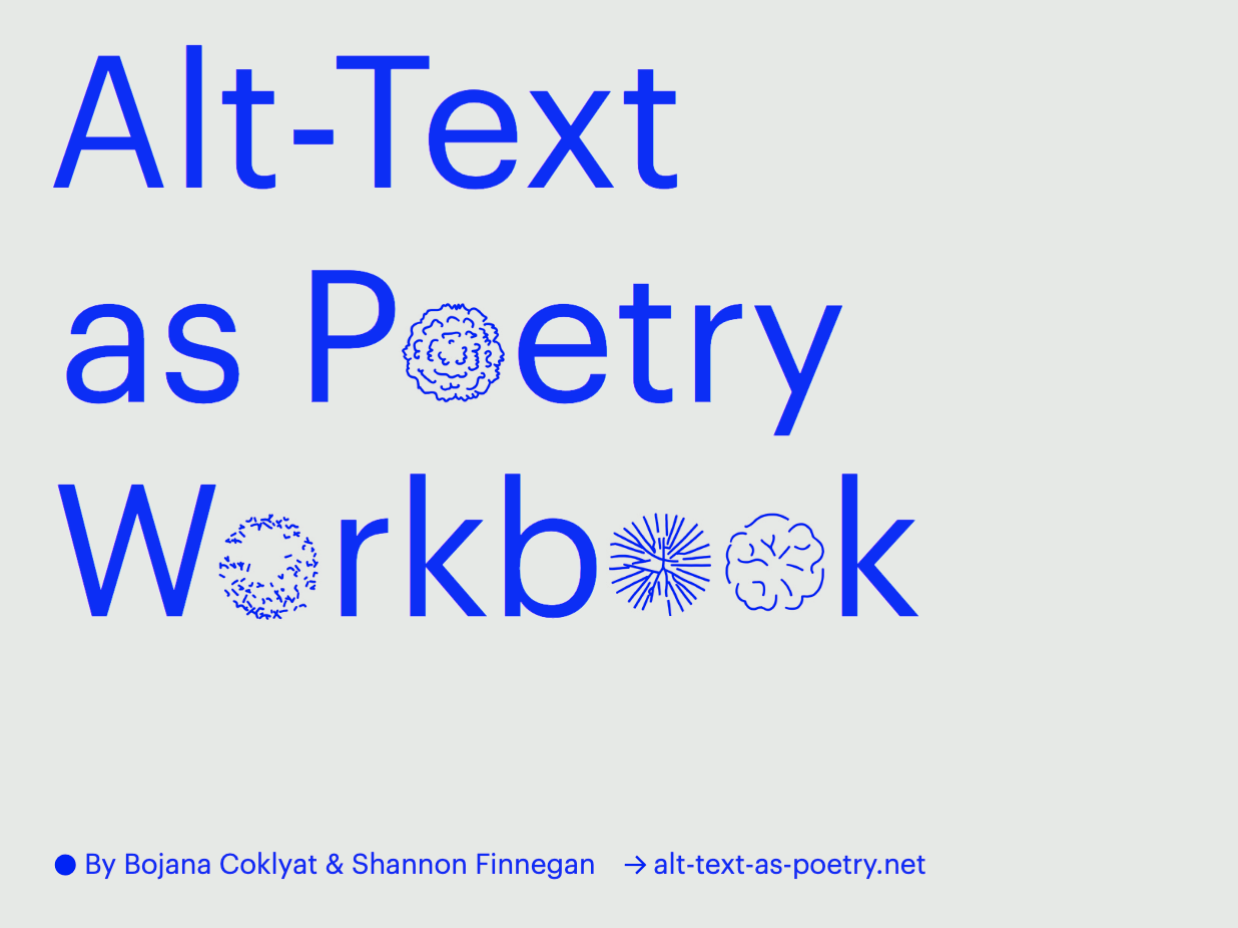 Alt-Text
as Poetry
Workbook
● By Bojana Coklyat & Shannon Finnegan → alt-text-as-poetry.net